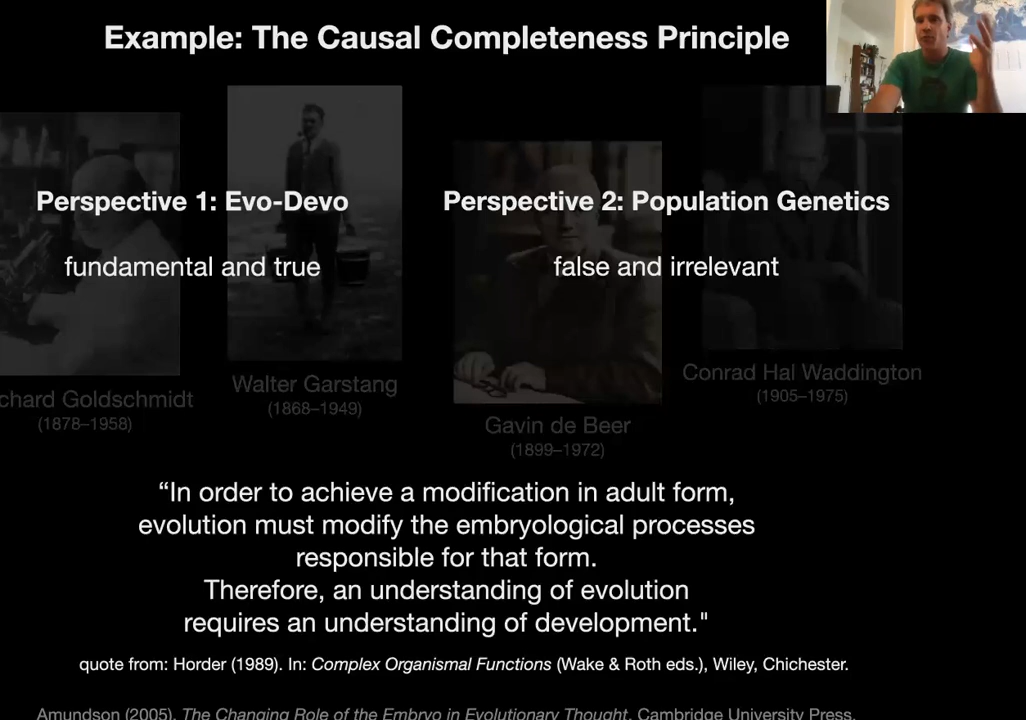 Example: The Causal Completeness Principle
Perspective 1: Evo-Devo
Perspective 2: Population Genetics
fundamental and true
false and irrelevant
chard Goldschmidt
(1878–1958)
Walter Garstang
(1868–1949)
Gavin de Beer
(1899–1972)
Conrad Hal Waddington
(1905–1975)
“In order to achieve a modification in adult form,
evolution must modify the embryological processes
responsible for that form.
Therefore, an understanding of evolution
requires an understanding of development."
quote from: Horder (1989). In: Complex Organismal Functions (Wake & Roth eds.), Wiley, Chichester.
Amundson (2005). The Changing Role of the Embryo in Evolutionary Thought. Cambridge University Press.